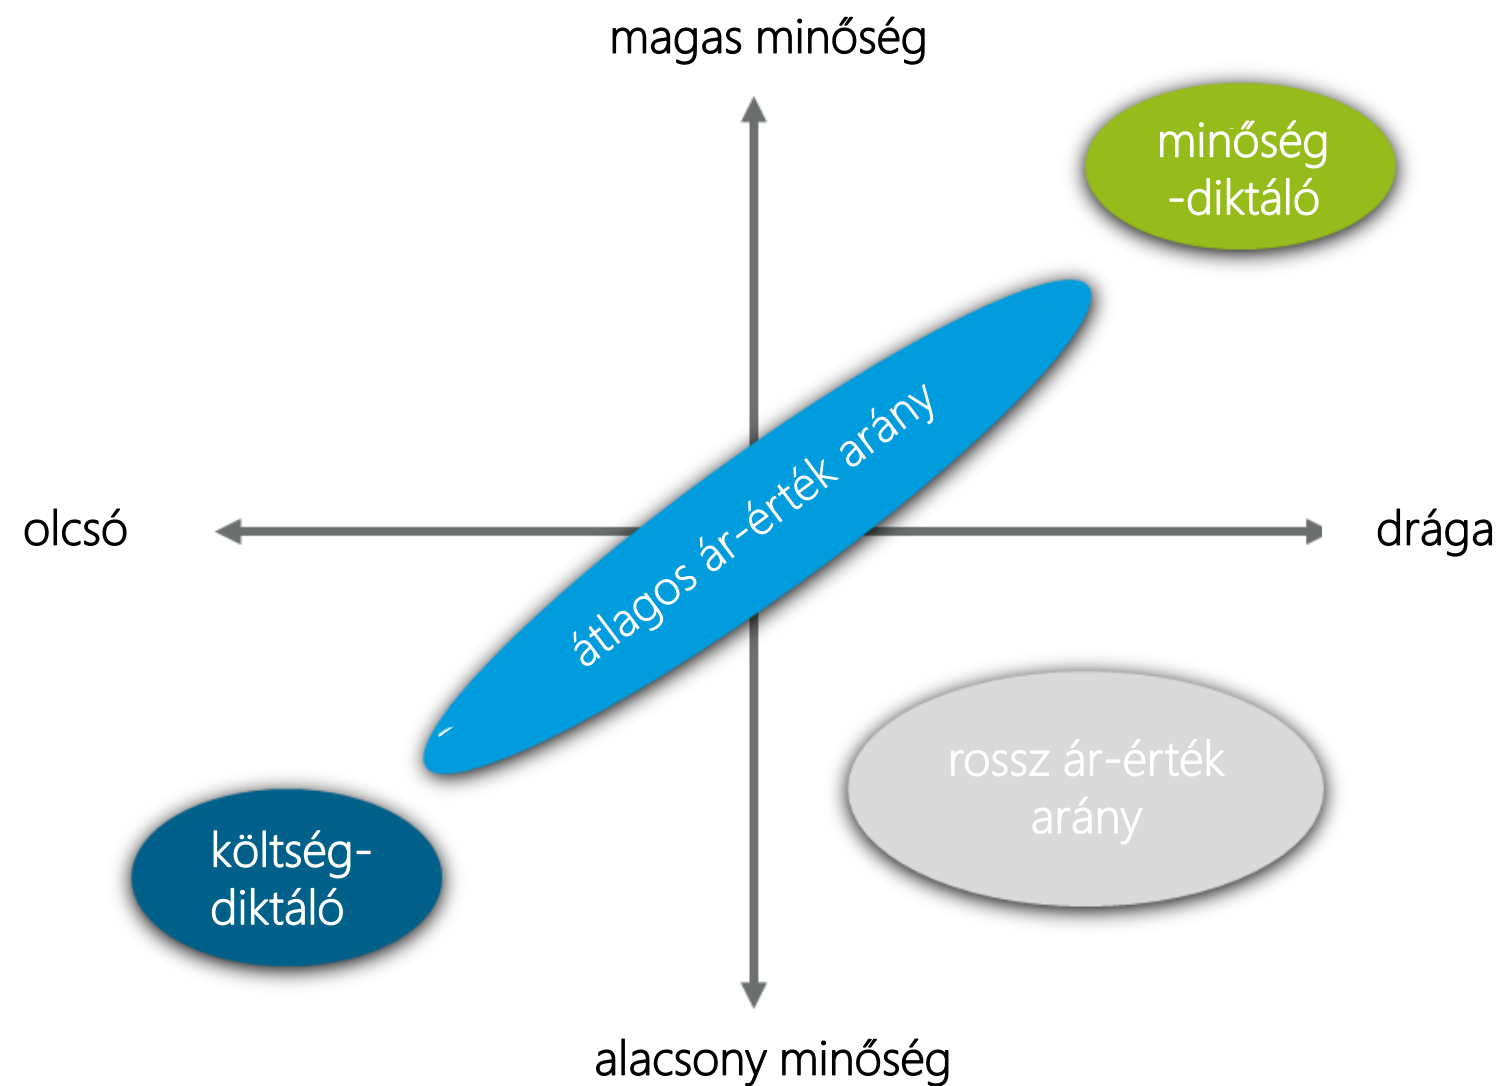 magas minőség
minőség
-diktáló
átlagos ár-érték arány
olcsó
drága
rossz ár-érték
arány
költség-
diktáló
alacsony minőség